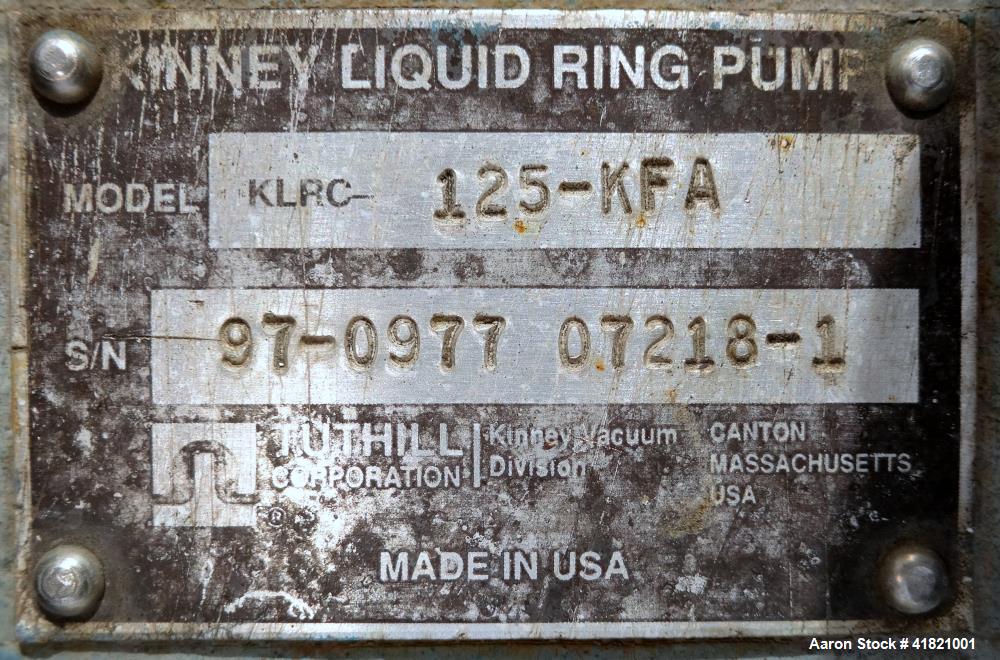 KINNEY LIQUID RING PUMP
MODEL KLRC- 125-KFA
S/N 97-0977 07218-1
TUTHILL CORPORATION
Kinney Vacuum Division
CANTON
MASSACHUSETTS
USA
®
MADE IN USA
Aaron Stock # 41821001